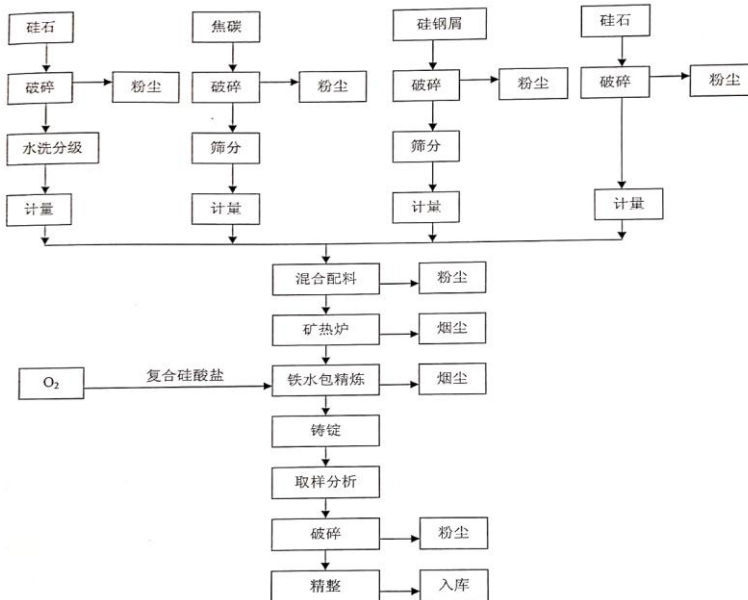 硅石 焦碳 硅钢屑 硅石
破碎 粉尘 破碎 粉尘 破碎 粉尘 破碎 粉尘
水洗分级 筛分 筛分
计量 计量 计量 计量
混合配料 粉尘
矿热炉 烟尘
O₂ 复合硅酸盐 铁水包精炼 烟尘
铸锭
取样分析
破碎 粉尘
精整 入库